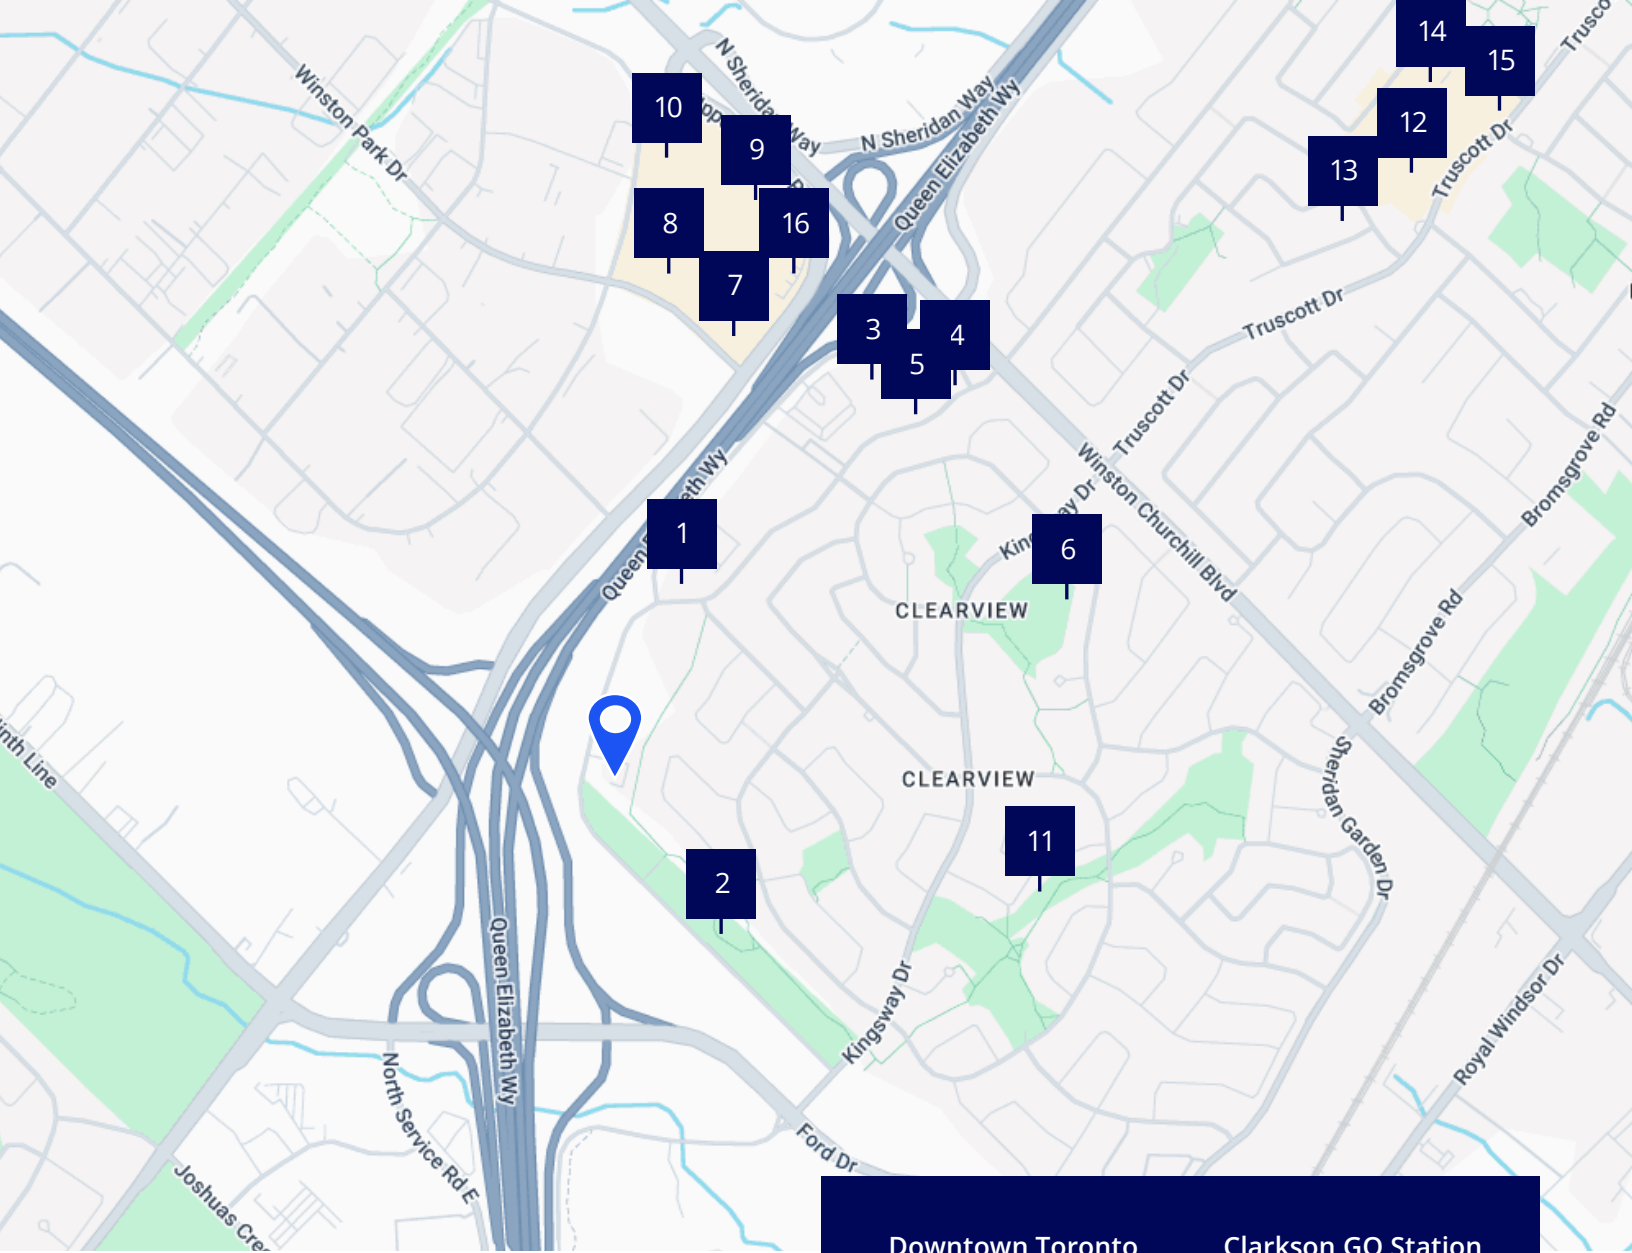 14
15
Trusco
N Sheridan Way
10
9
N Sheridan Way
Queen Elizabeth Wy
12
Truscott Dr
13
Winston Park Dr
8
16
7
3
4
5
Truscott Dr
Truscott Dr
Bromsgrove Rd
Winston Churchill Blvd
1
6
CLEARVIEW
Bromsgrove Rd
CLEARVIEW
Sheridan Garden Dr
11
2
Queen Elizabeth Wy
Kingsway Dr
Royal Windsor Dr
North Service Rd E
Ford Dr
Downtown Toronto
Clarkson GO Station